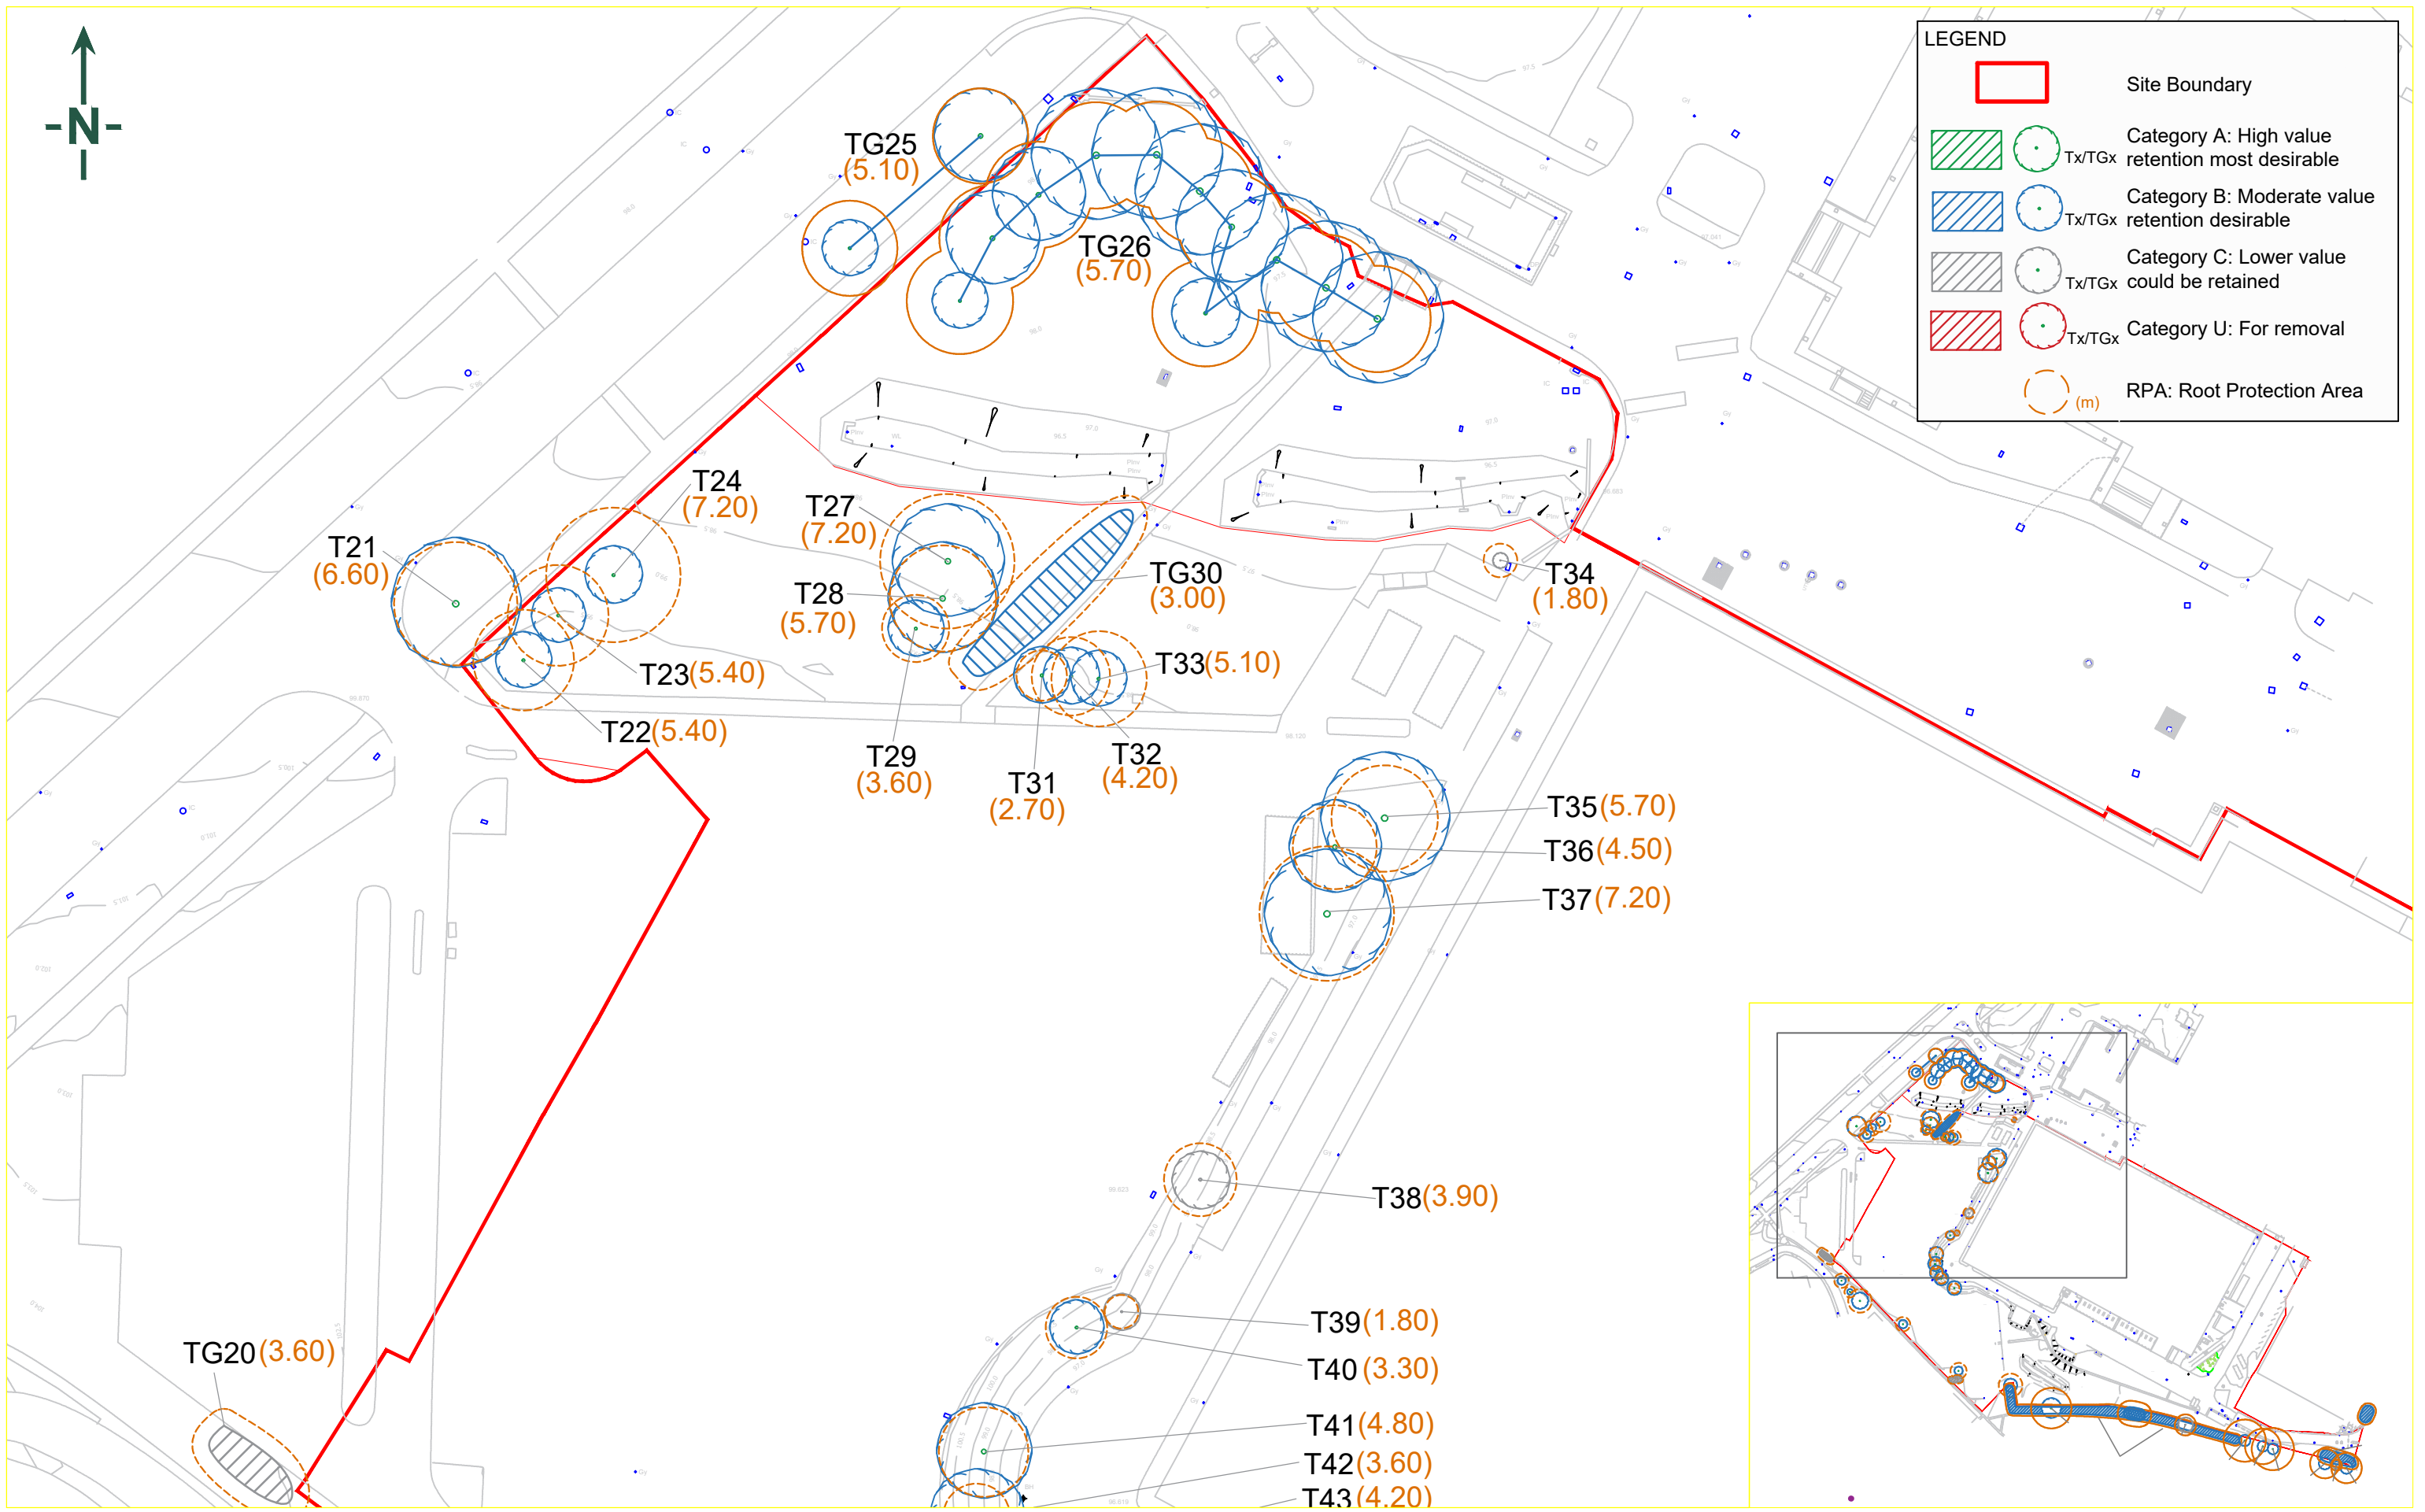 -N-
LEGEND
Site Boundary
Tx/TGx
Category A: High value
retention most desirable
Tx/TGx
Category B: Moderate value
retention desirable
Tx/TGx
Category C: Lower value
could be retained
Tx/TGx
Category U: For removal
(m)
RPA: Root Protection Area
TG25
(5.10)
TG26
(5.70)
T24
(7.20)
T27
(7.20)
T21
(6.60)
TG30
(3.00)
T34
(1.80)
T28
(5.70)
T23(5.40)
T33(5.10)
T22(5.40)
T29
(3.60)
T31
(2.70)
T32
(4.20)
T35(5.70)
T36(4.50)
T37(7.20)
T38(3.90)
T39(1.80)
T40(3.30)
TG20(3.60)
T41(4.80)
T42(3.60)
T43(4.20)